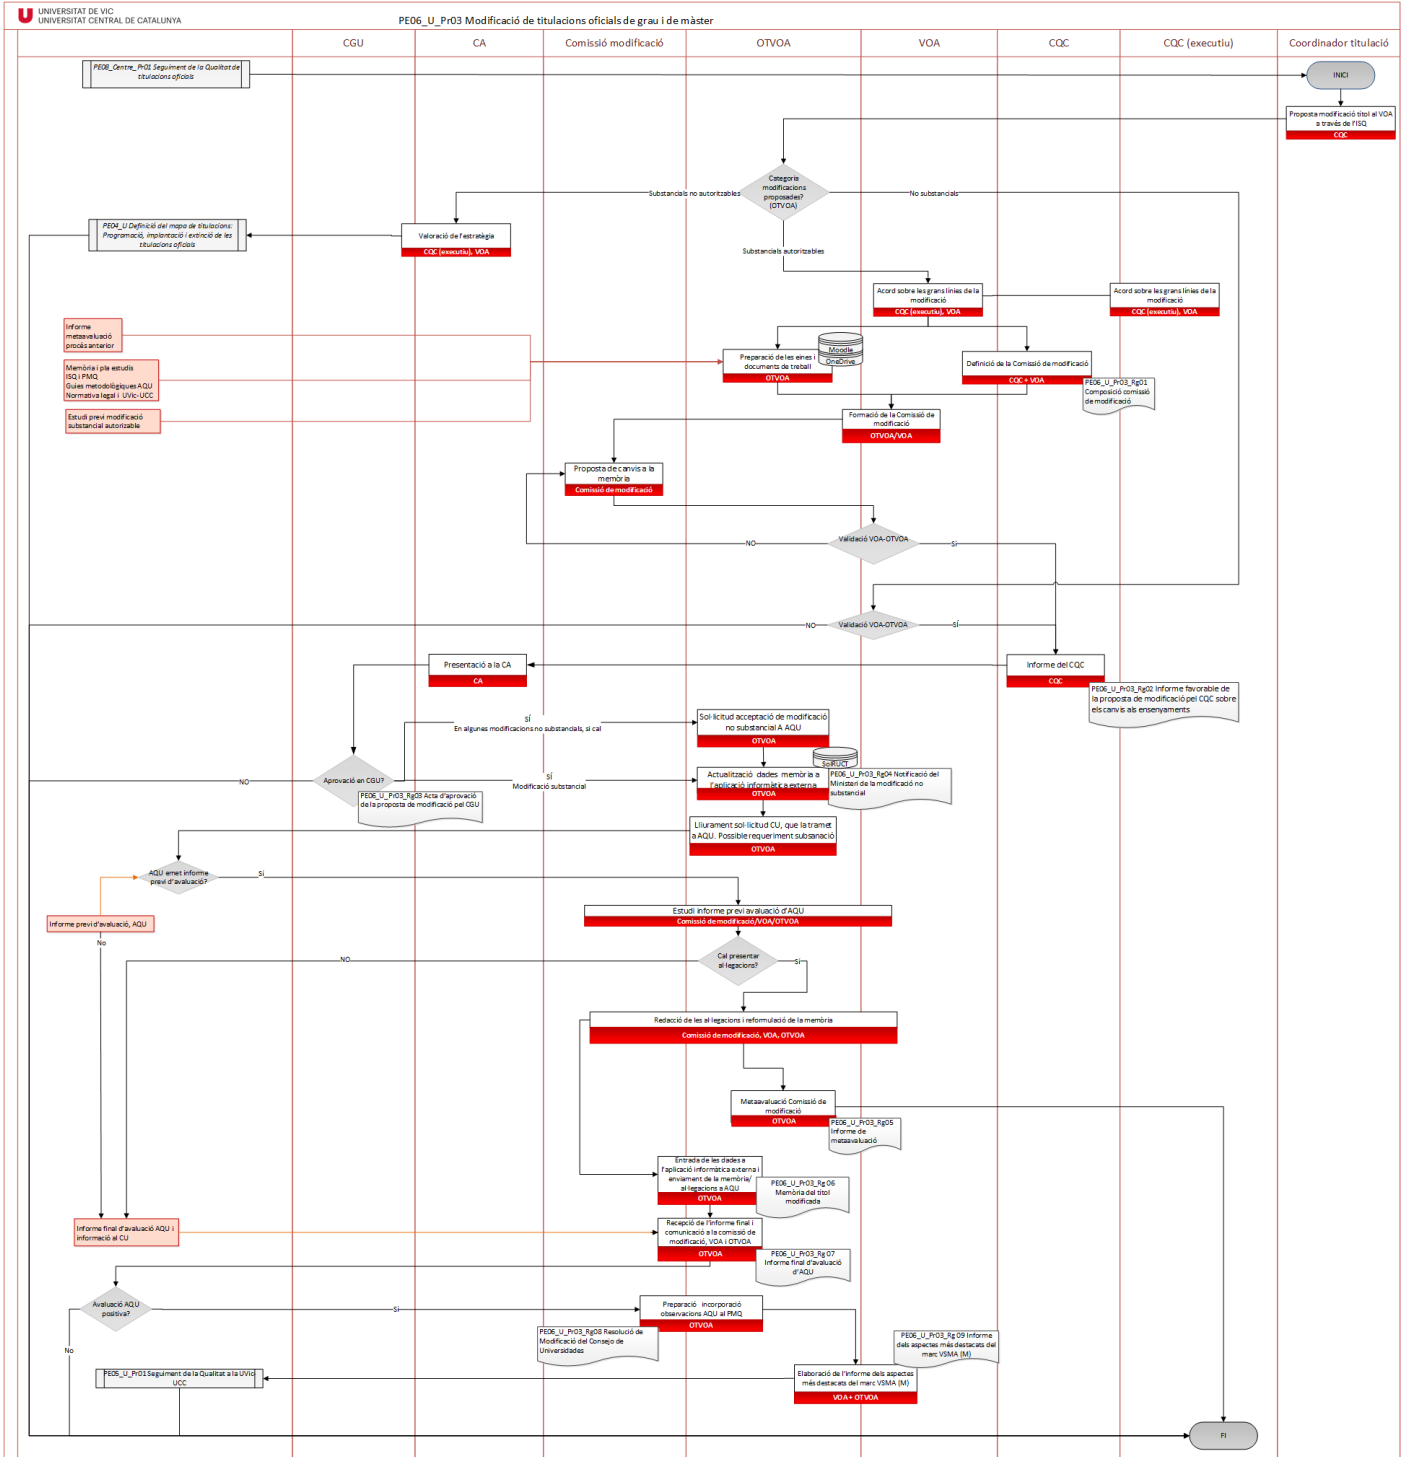 UNIVERSITAT DE VIC
UNIVERSITAT CENTRAL DE CATALUNYA
PE06_U_Pr03 Modificació de titulacions oficials de grau i de màster
CGU
CA
Comissió modificació
OTVOA
VOA
CQC
CQC (executiu)
Coordinador titulació
PE08_Centre_Pr01 Seguiment de la Qualitat de
titulacions oficials
INICI
Proposta modificació títol al VOA
a través de l'ISQ
CQC
Categoria
modificacions
proposades?
(OTVOA)
Substancials no autoritzables
No substancials
Substancials autoritzables
PE04_U Definició del mapa de titulacions:
Programació, implantació i extinció de les
titulacions oficials
Valoració de l'estratègia
CQC (executiu), VOA
Acord sobre les grans línies de la
modificació
CQC (executiu), VOA
Acord sobre les grans línies de la
modificació
CQC (executiu), VOA
Informe
metaavaluació
procés anterior
Memòria i pla estudis
ISQ i PMQ
Guies metodològiques AQU
Normativa legal i UVic-UCC
Estudi previ modificació
substancial autorizable
Preparació de les eines i
documents de treball
OTVOA
Moodle
OneDrive
Definició de la Comissió de modificació
CQC + VOA
PE06_U_Pr03_Rg01
Composició comissió
de modificació
Formació de la Comissió de
modificació
OTVOA/VOA
Proposta de canvis a la
memòria
Comissió de modificació
Validació VOA-OTVOA
NO
Sí
Validació VOA-OTVOA
NO
SÍ
Presentació a la CA
CA
Informe del CQC
CQC
PE06_U_Pr03_Rg02 Informe favorable de
la proposta de modificació pel CQC sobre
els canvis als ensenyaments
SÍ
En algunes modificacions no substancials, si cal
Sol·licitud acceptació de modificació
no substancial A AQU
OTVOA
SolRUCT
Aprovació en CGU?
NO
SÍ
Modificació substancial
PE06_U_Pr03_Rg03 Acta d'aprovació
de la proposta de modificació pel CGU
Actualització dades memòria a
l'aplicació informàtica externa
OTVOA
PE06_U_Pr03_Rg04 Notificació del
Ministeri de la modificació no
substancial
Lliurament sol·licitud CU, que la tramet
a AQU. Possible requeriment subsanació
OTVOA
AQU emet informe
previ d'avaluació?
Sí
Informe previ d'avaluació, AQU
No
Estudi informe previ avaluació d'AQU
Comissió de modificació/VOA/OTVOA
Cal presentar
al·legacions?
NO
Sí
Redacció de les al·legacions i reformulació de la memòria
Comissió de modificació, VOA, OTVOA
Metaavaluació Comissió de
modificació
OTVOA
PE06_U_Pr03_Rg05
Informe de
metaavaluació
Entrada de les dades a
l'aplicació informàtica externa i
enviament de la memòria/
al·legacions a AQU
OTVOA
PE06_U_Pr03_Rg 06
Memòria del títol
modificada
Informe final d'avaluació AQU i
informació al CU
Recepció de l'informe final i
comunicació a la comissió de
modificació, VOA i OTVOA
OTVOA
PE06_U_Pr03_Rg 07
Informe final d'avaluació
d'AQU
Avaluació AQU
positiva?
Sí
No
Preparació incorporació
observacions AQU al PMQ
OTVOA
PE06_U_Pr03_Rg08 Resolució de
Modificació del Consejo de
Universidades
PE06_U_Pr03_Rg 09 Informe
dels aspectes més destacats del
marc VSMA (M)
PE05_U_Pr01 Seguiment de la Qualitat a la UVic-
UCC
Elaboració de l'informe dels aspectes
més destacats del marc VSMA (M)
VOA + OTVOA
FI